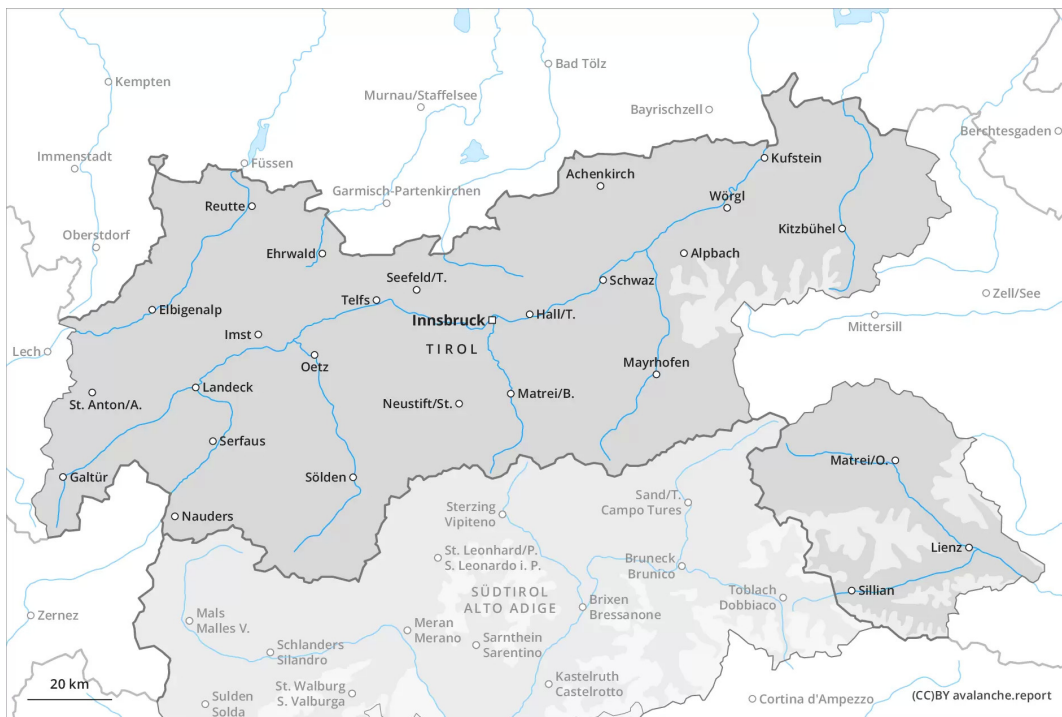 Kempten
Bad Tölz
Murnau/Staffelsee
Bayrischzell
Berchtesgaden
Immenstadt
Füssen
Kufstein
Garmisch-Partenkirchen
Achenkirch
Reutte
Wörgl
Oberstdorf
Kitzbühel
Ehrwald
Alpbach
Seefeld/T.
Schwaz
Zell/See
Telfs
Elbigenalp
Innsbruck
Hall/T.
Mittersill
Imst
TIROL
Lech
Oetz
Mayrhofen
Landeck
St. Anton/A.
Neustift/St.
Matrei/B.
Serfaus
Matrei/O.
Galtür
Sölden
Sand/T.
Campo Tures
Sterzing
Vipiteno
Nauders
Lienz
St. Leonhard/P.
S. Leonardo i. P.
Bruneck
Brunico
SÜDTIROL
ALTO ADIGE
Toblach
Dobbiaco
Sillian
Brixen
Bressanone
Zernez
Mals
Malles V.
Meran
Merano
Sarnthein
Sarentino
Schlanders
Silandro
Kastelruth
Castelrotto
20 km
St. Walburg
S. Valburga
Sulden
Solda
Cortina d'Ampezzo
(CC)BY avalanche.report